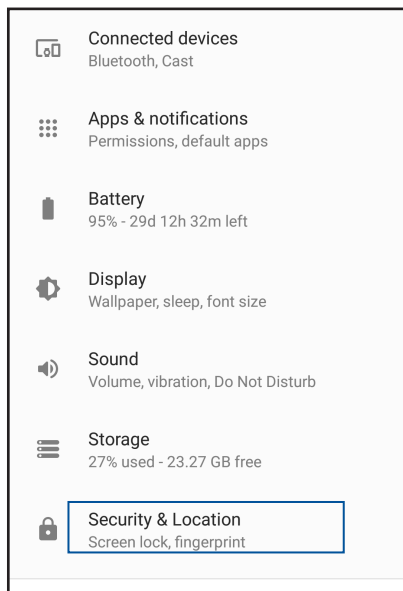 Connected devices
Bluetooth, Cast
Apps & notifications
Permissions, default apps
Battery
95% - 29d 12h 32m left
Display
Wallpaper, sleep, font size
Sound
Volume, vibration, Do Not Disturb
Storage
27% used - 23.27 GB free
Security & Location
Screen lock, fingerprint